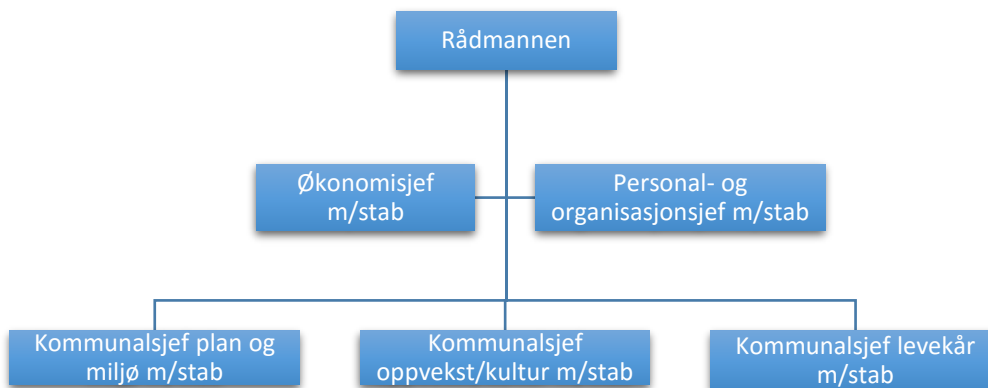 Rådmannen
Økonomisjef
m/stab
Personal- og
organisasjonsjef m/stab
Kommunalsjef plan og
miljø m/stab
Kommunalsjef
oppvekst/kultur m/stab
Kommunalsjef levekår
m/stab